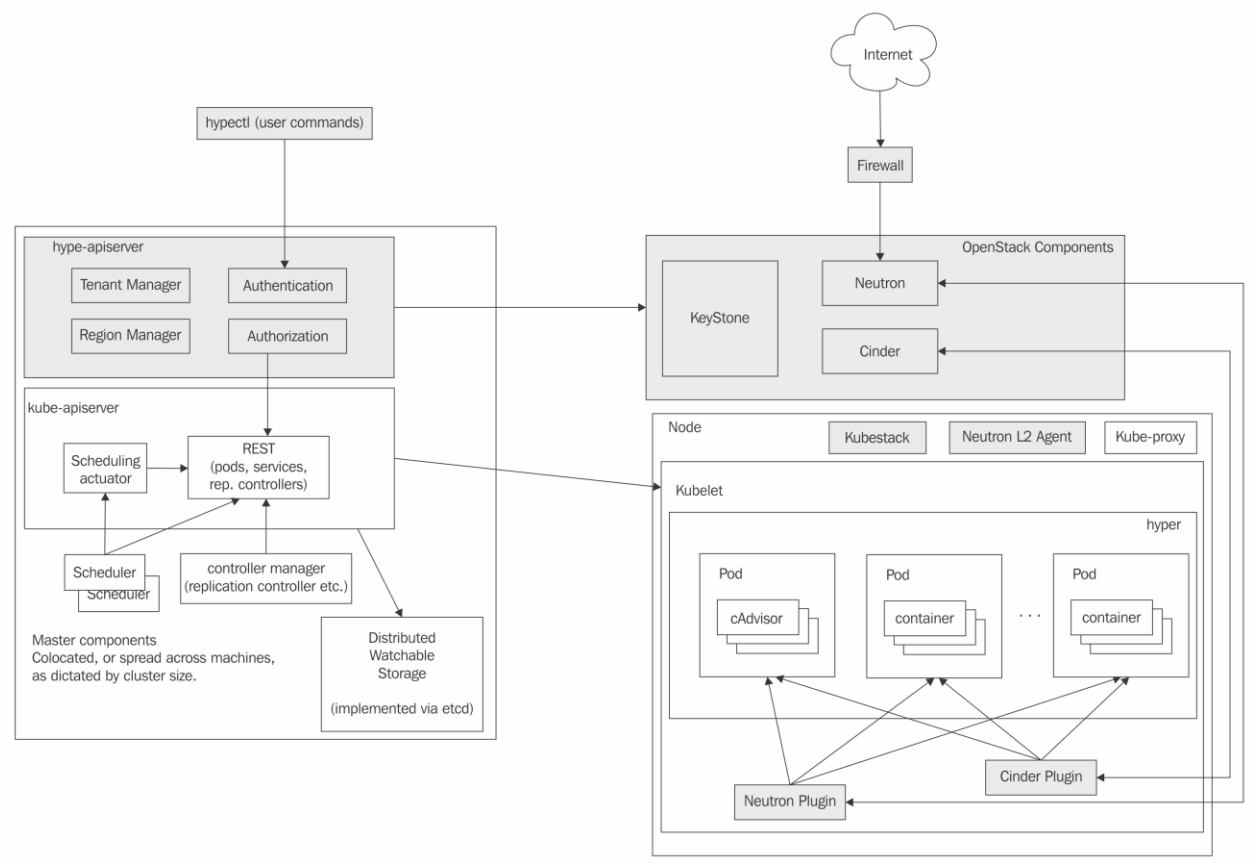 Internet
hypectl (user commands)
Firewall
hype-apiserver
Tenant Manager
Authentication
Region Manager
Authorization
OpenStack Components
KeyStone
Neutron
Cinder
kube-apiserver
Scheduling
actuator
REST
(pods, services,
rep. controllers)
Scheduler
Scheduler
controller manager
(replication controller etc.)
Master components
Colocated, or spread across machines,
as dictated by cluster size.
Distributed
Watchable
Storage
(implemented via etcd)
Node
Kubestack
Neutron L2 Agent
Kube-proxy
Kubelet
hyper
Pod
cAdvisor
Pod
container
. . .
Pod
container
Cinder Plugin
Neutron Plugin